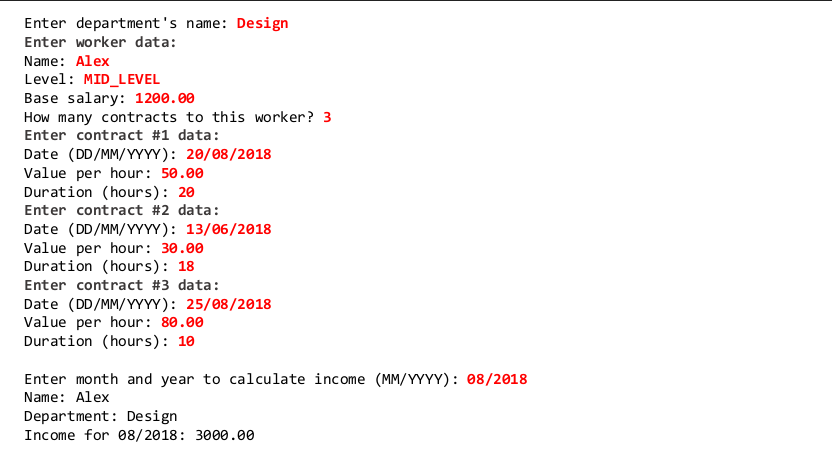 Enter department's name: Design
Enter worker data:
Name: Alex
Level: MID_LEVEL
Base salary: 1200.00
How many contracts to this worker? 3
Enter contract #1 data:
Date (DD/MM/YYYY): 20/08/2018
Value per hour: 50.00
Duration (hours): 20
Enter contract #2 data:
Date (DD/MM/YYYY): 13/06/2018
Value per hour: 30.00
Duration (hours): 18
Enter contract #3 data:
Date (DD/MM/YYYY): 25/08/2018
Value per hour: 80.00
Duration (hours): 10

Enter month and year to calculate income (MM/YYYY): 08/2018
Name: Alex
Department: Design
Income for 08/2018: 3000.00